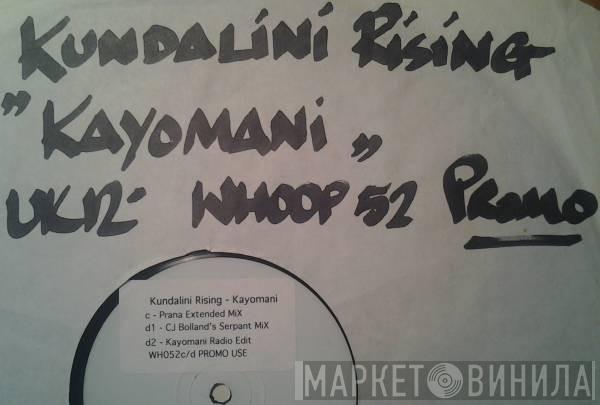 KUNDALINI RISING
"KAYOMANI"
UK12" WHOOP 52 PROMO
Kundalini Rising - Kayomani
c - Prana Extended MiX
d1 - CJ Bolland's Serpant MiX
d2 - Kayomani Radio Edit
WH052c/d PROMO USE
МАРКЕТ ВИНИЛА